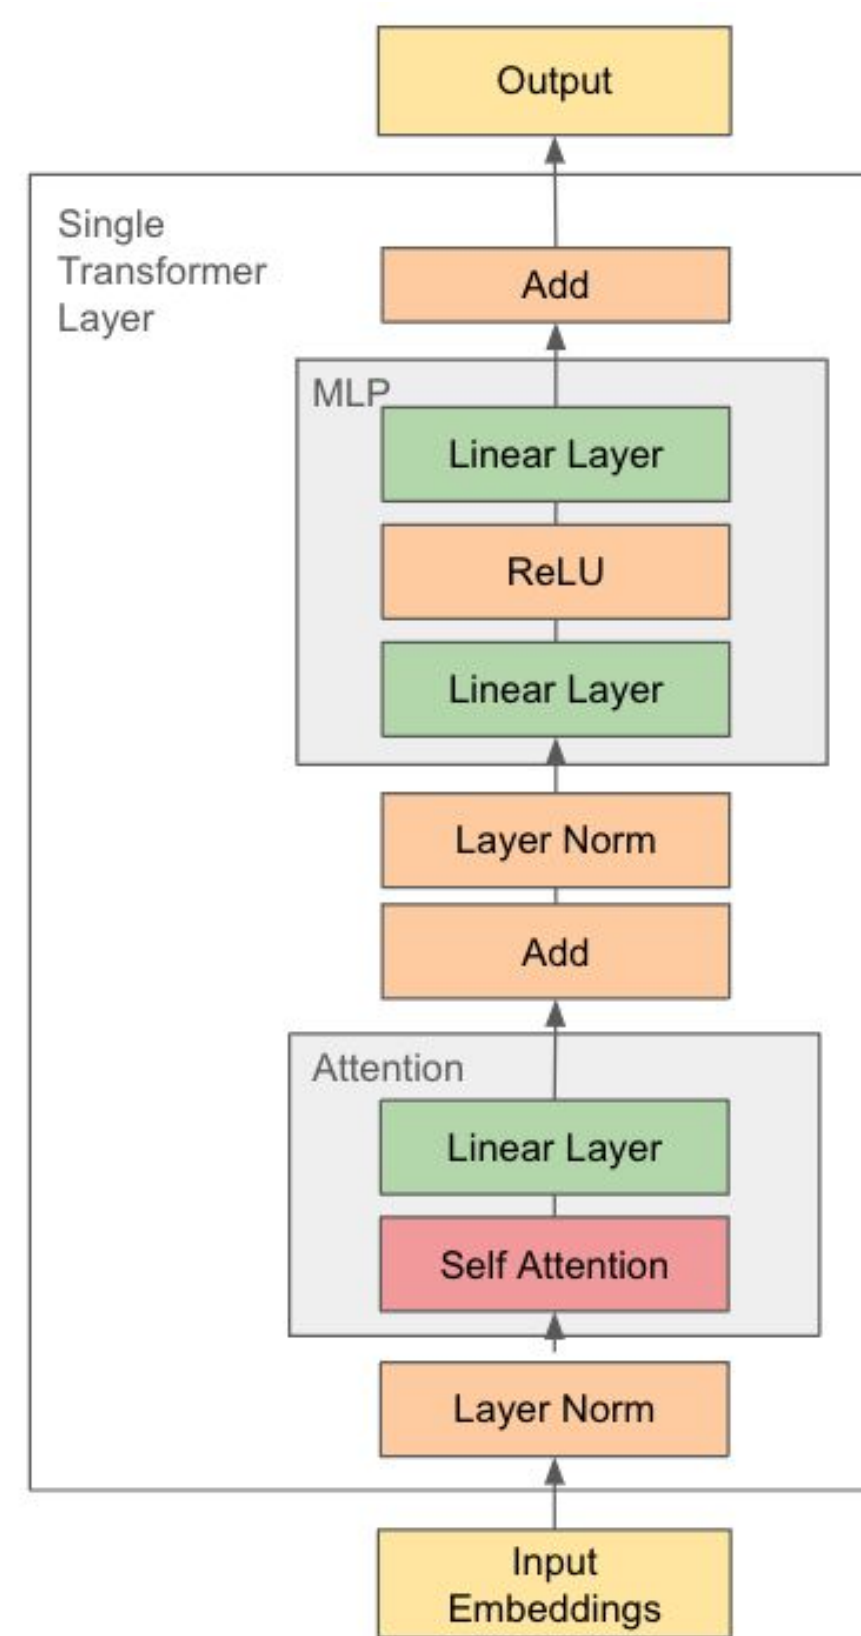 Output
Single
Transformer
Layer
Add
MLP
Linear Layer
ReLU
Linear Layer
Layer Norm
Add
Attention
Linear Layer
Self Attention
Layer Norm
Input
Embeddings